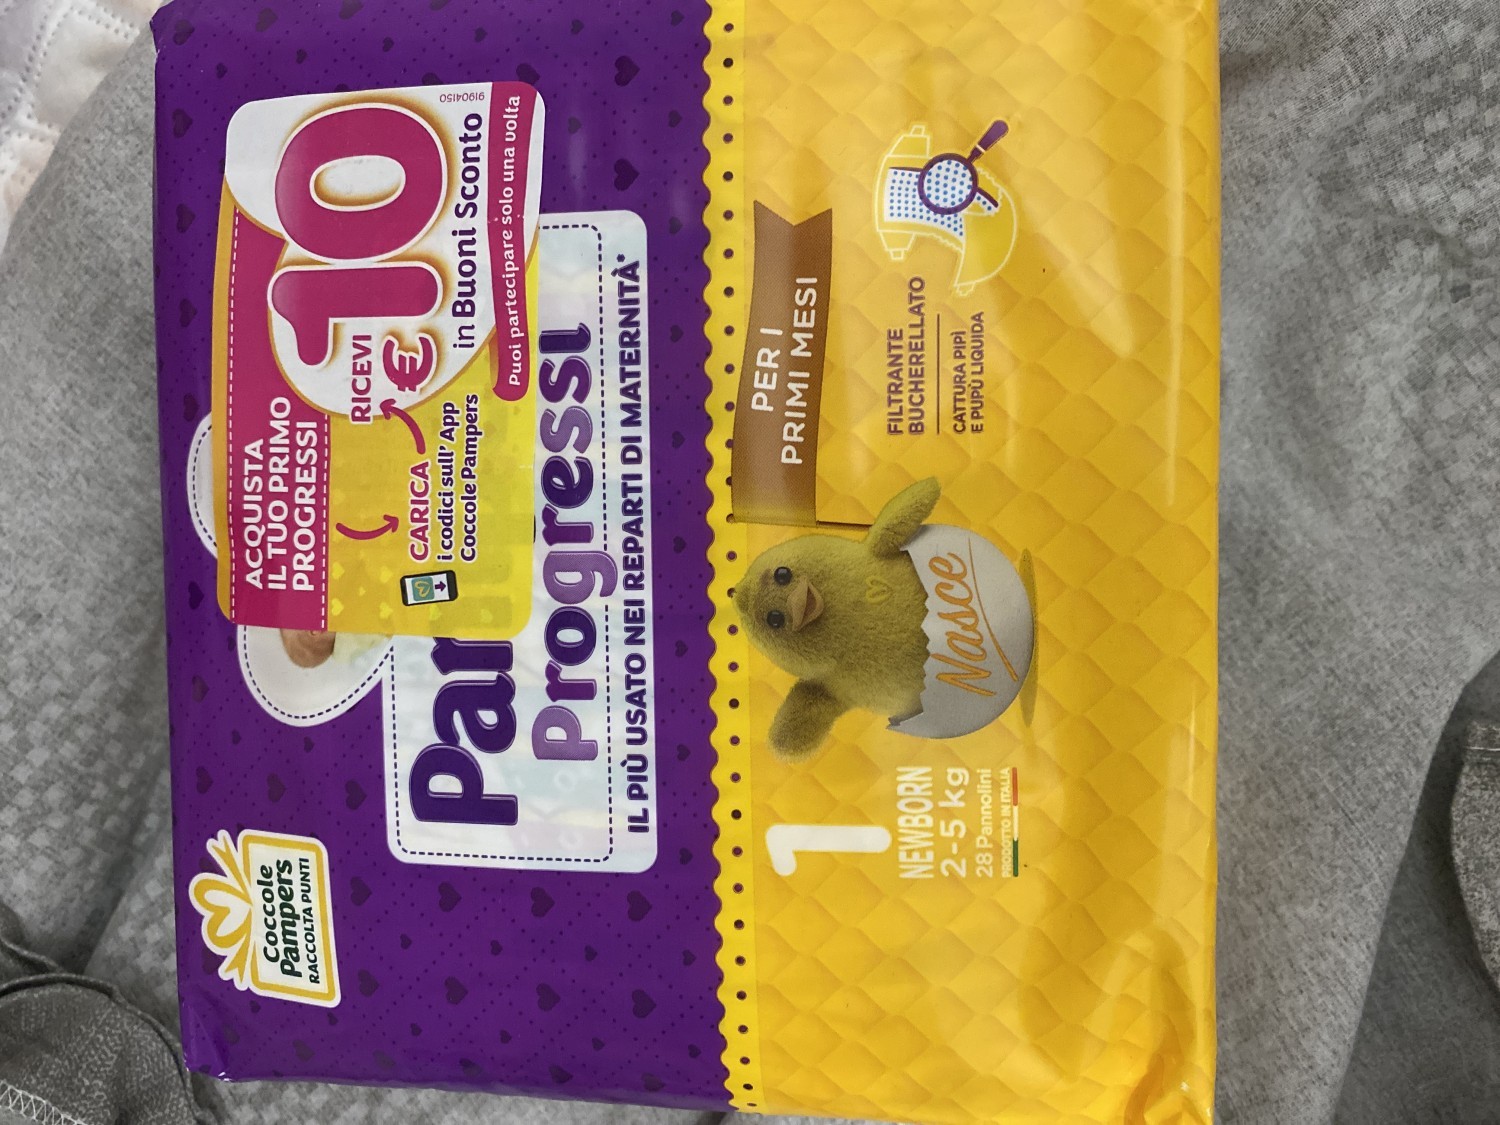 Coccole
Pampers
RACCOLTA PUNTI
ACQUISTA
IL TUO PRIMO
PROGRESSI
CARICA
i codici sull'App
Coccole Pampers
RICEVI
10
€
in Buoni Sconto
Puoi partecipare solo una volta
91904150
Pam
Progressi
IL PIÙ USATO NEI REPARTI DI MATERNITÀ*
PER I
PRIMI MESI
Nasce
1
NEWBORN
2-5 kg
28 Pannolini
PRODOTTO IN ITALIA
FILTRANTE
BUCHERELLATO
CATTURA PIPÌ
E PUPÙ LIQUIDA